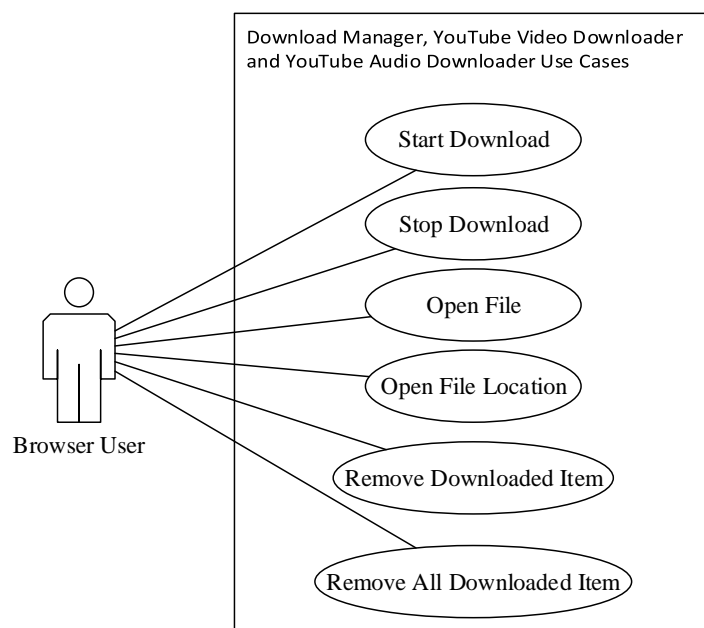 Download Manager, YouTube Video Downloader
and YouTube Audio Downloader Use Cases
Start Download
Stop Download
Open File
Open File Location
Browser User
Remove Downloaded Item
Remove All Downloaded Item